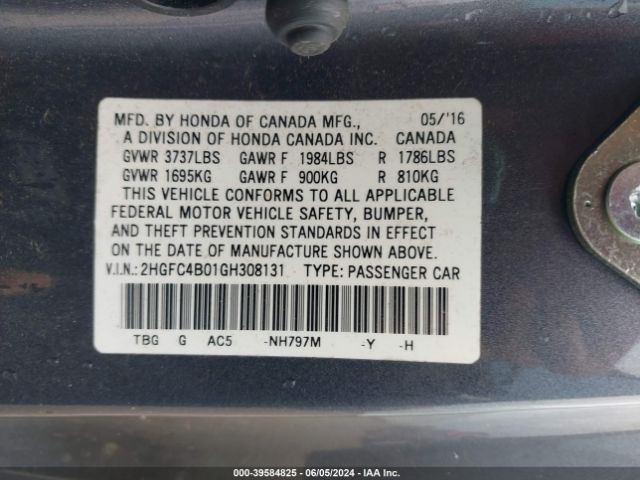 MFD. BY HONDA OF CANADA MFG., 05/'16
A DIVISION OF HONDA CANADA INC. CANADA
GVWR 3737LBS GAWR F 1984LBS R 1786LBS
GVWR 1695KG GAWR F 900KG R 810KG
THIS VEHICLE CONFORMS TO ALL APPLICABLE
FEDERAL MOTOR VEHICLE SAFETY, BUMPER,
AND THEFT PREVENTION STANDARDS IN EFFECT
ON THE DATE OF MANUFACTURE SHOWN ABOVE.
V.I.N.: 2HGFC4B01GH308131 TYPE: PASSENGER CAR
TBG G AC5 -NH797M -Y -H
000-39584825 - 06/05/2024 - IAA Inc.